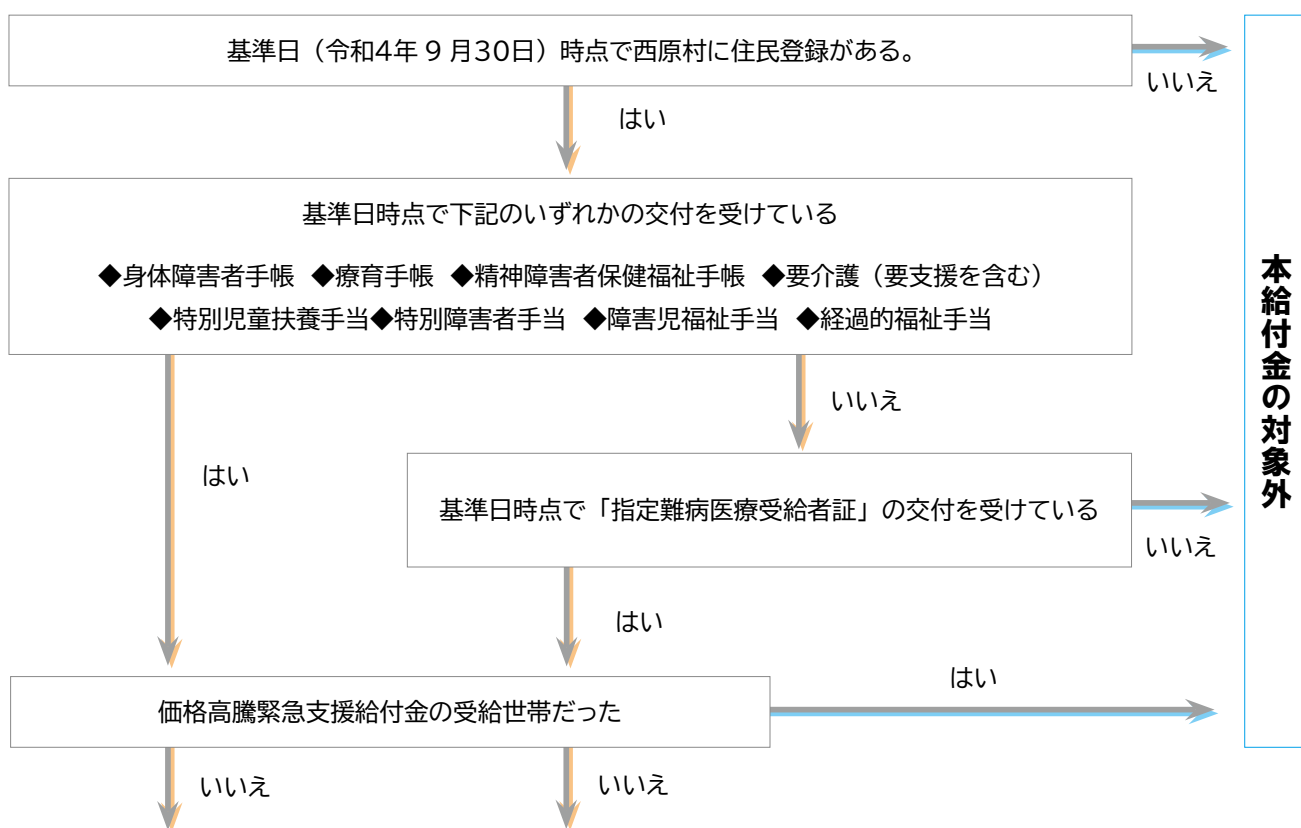 基準日（令和4年９月30日）時点で西原村に住民登録がある。
いいえ
はい
基準日時点で下記のいずれかの交付を受けている
◆身体障害者手帳 ◆療育手帳 ◆精神障害者保健福祉手帳 ◆要介護（要支援を含む）
◆特別児童扶養手当◆特別障害者手当 ◆障害児福祉手当 ◆経過的福祉手当
いいえ
はい
基準日時点で「指定難病医療受給者証」の交付を受けている
いいえ
はい
価格高騰緊急支援給付金の受給世帯だった
はい
いいえ
いいえ
本給付金の対象外